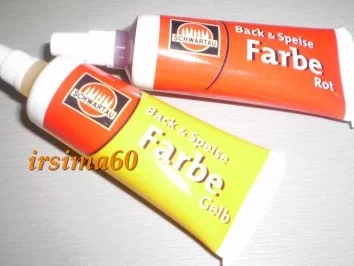 SCHWARTAU
Back & Speise
Farbe
Rot
SCHWARTAU
Back & Speise
Farbe
Gelb
irsima60